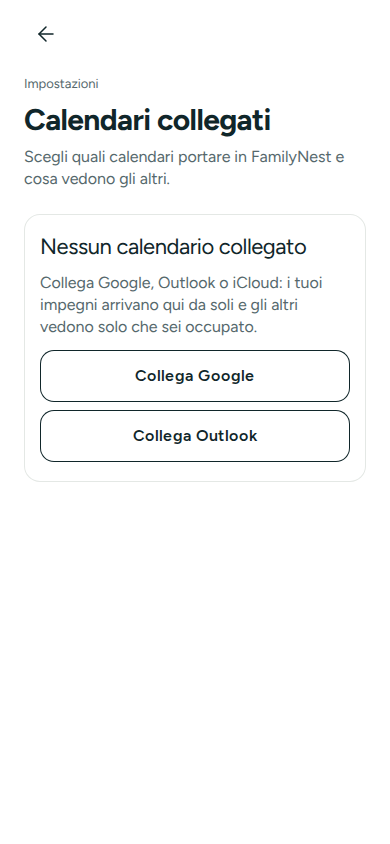 Impostazioni
Calendari collegati
Scegli quali calendari portare in FamilyNest e
cosa vedono gli altri.
Nessun calendario collegato
Collega Google, Outlook o iCloud: i tuoi
impegni arrivano qui da soli e gli altri
vedono solo che sei occupato.
Collega Google
Collega Outlook